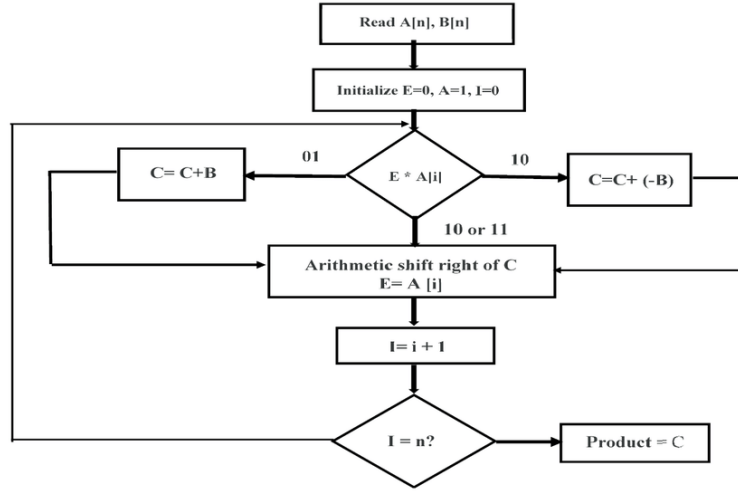 Read A[n], B[n]
Initialize E=0, A=1, I=0
01
10
C= C+B
E * A[i]
C=C+ (-B)
10 or 11
Arithmetic shift right of C
E= A [i]
I= i + 1
I = n?
Product = C